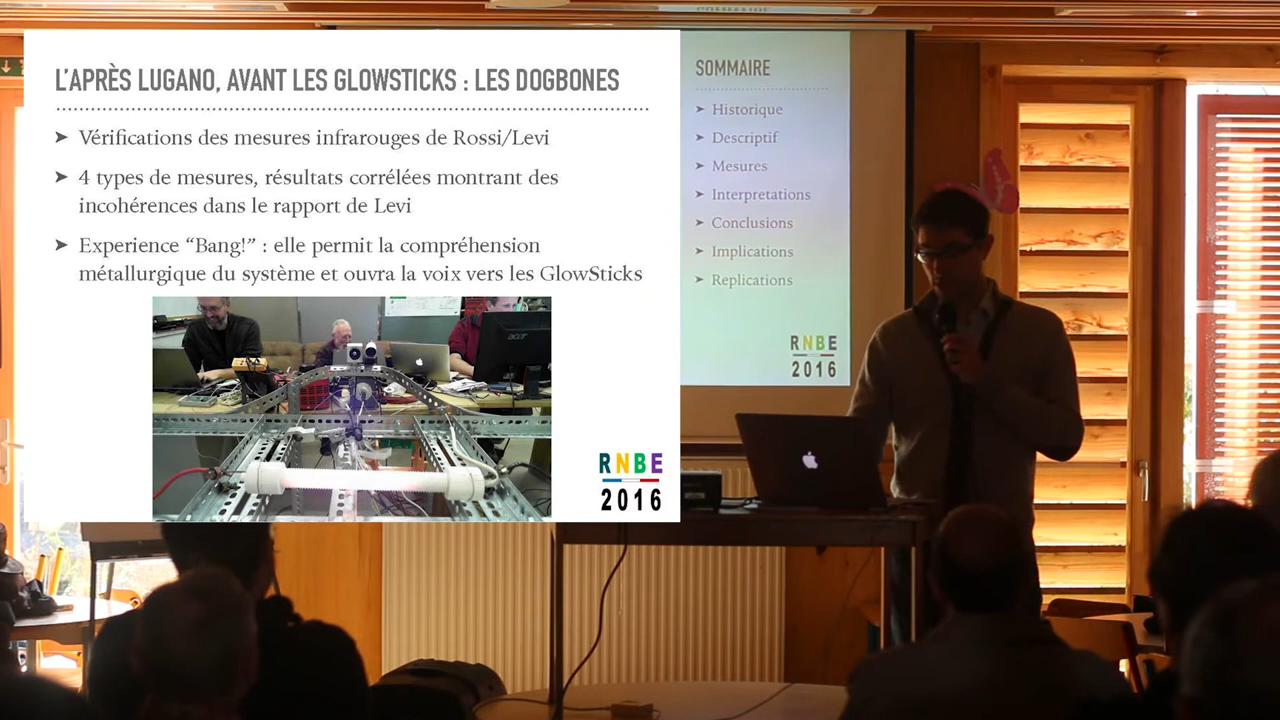 L'APRÈS LUGANO, AVANT LES GLOWSTICKS : LES DOGBONES
➤ Vérifications des mesures infrarouges de Rossi/Levi
➤ 4 types de mesures, résultats corrélées montrant des
incohérences dans le rapport de Levi
➤ Experience “Bang!” : elle permit la compréhension
métallurgique du système et ouvra la voix vers les GlowSticks
acer
RNBE
2016
SOMMAIRE
➤ Historique
➤ Descriptif
➤ Mesures
➤ Interpretations
➤ Conclusions
➤ Implications
➤ Replications
RNBE
2016